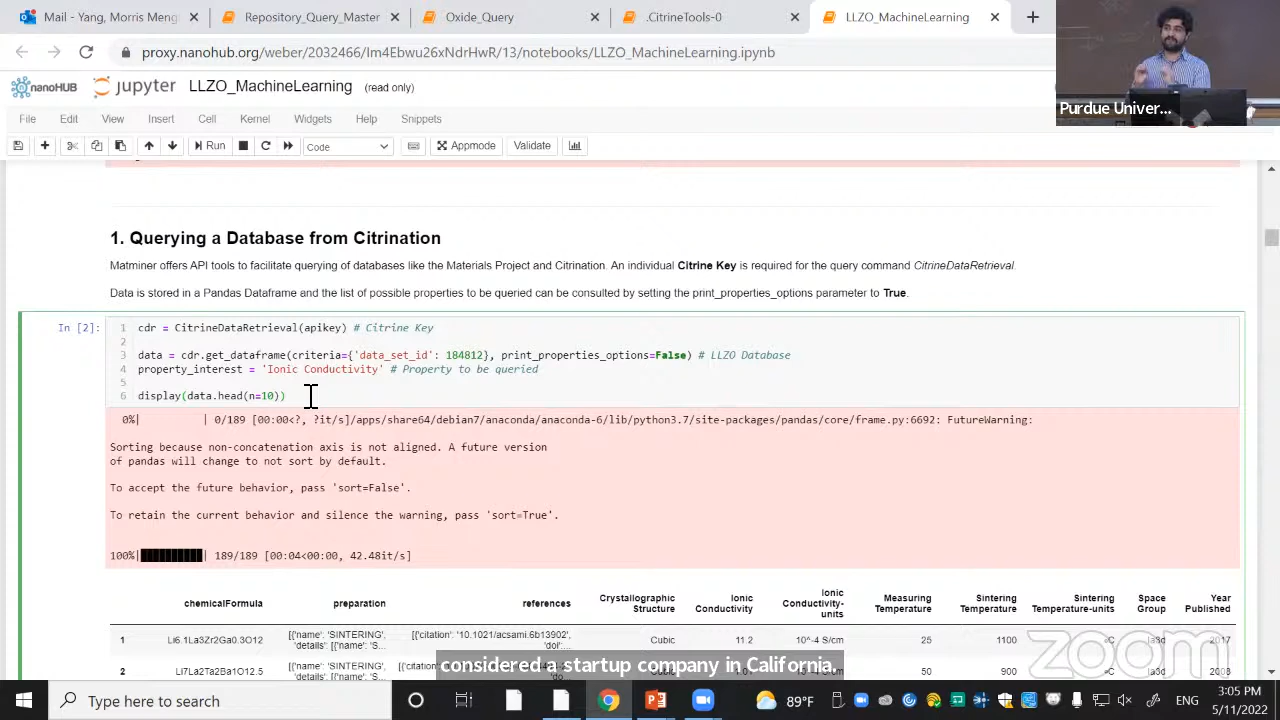 Mail - Yang, Morris Meng
Repository_Query_Master
Oxide_Query
.CitrineTools-0
LLZO_MachineLearning
proxy.nanohub.org/weber/2032466/Im4Ebwu26xNdrHwR/13/notebooks/LLZO_MachineLearning.ipynb
Purdue Univer...
nanoHUB jupyter LLZO_MachineLearning (read only)
File Edit View Insert Cell Kernel Widgets Help Snippets
Run Code Appmode Validate
1. Querying a Database from Citrination
Matminer offers API tools to facilitate querying of databases like the Materials Project and Citrination. An individual Citrine Key is required for the query command CitrineDataRetrieval.
Data is stored in a Pandas Dataframe and the list of possible properties to be queried can be consulted by setting the print_properties_options parameter to True.
In [2]: 1 cdr = CitrineDataRetrieval(apikey) # Citrine Key
2
3 data = cdr.get_dataframe(criteria={'data_set_id': 184812}, print_properties_options=False) # LLZO Database
4 property_interest = 'Ionic Conductivity' # Property to be queried
5
6 display(data.head(n=10))
0%| | 0/189 [00:00<?, ?it/s]/apps/share64/debian7/anaconda/anaconda-6/lib/python3.7/site-packages/pandas/core/frame.py:6692: FutureWarning:
Sorting because non-concatenation axis is not aligned. A future version
of pandas will change to not sort by default.
To accept the future behavior, pass 'sort=False'.
To retain the current behavior and silence the warning, pass 'sort=True'.
100%|██████████| 189/189 [00:04<00:00, 42.48it/s]
chemicalFormula preparation references Crystallographic Structure Ionic Conductivity Ionic Conductivity-units Measuring Temperature Sintering Temperature Sintering Temperature-units Space Group Year Published
1 Li6.1La3Zr2Ga0.3O12 [{'name': 'SINTERING', 'details': [{'name': 'S... [{'citation': '10.1021/acsami.6b13902', Cubic 11.2 10^-4 S/cm 25 1100 ºC Ia3d 2017
2 Li7La2Ta2Ba1O12.5 [{'name': 'SINTERING', 'details': [{'name': 'S... 50 900
considered a startup company in California.
zoom
Type here to search
89°F
ENG
3:05 PM
5/11/2022